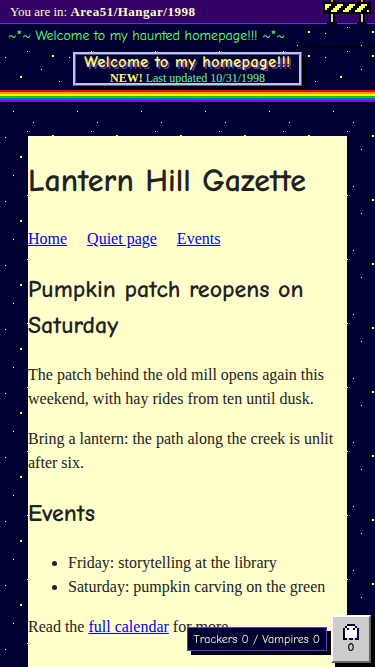 You are in: Area51/Hangar/1998
~*~ Welcome to my haunted homepage!!! ~*~
Welcome to my homepage!!!
NEW! Last updated 10/31/1998
Lantern Hill Gazette
Home Quiet page Events
Pumpkin patch reopens on
Saturday
The patch behind the old mill opens again this
weekend, with hay rides from ten until dusk.
Bring a lantern: the path along the creek is unlit
after six.
Events
Friday: storytelling at the library
Saturday: pumpkin carving on the green
Read the full calendar for more.
Trackers 0 / Vampires 0
0